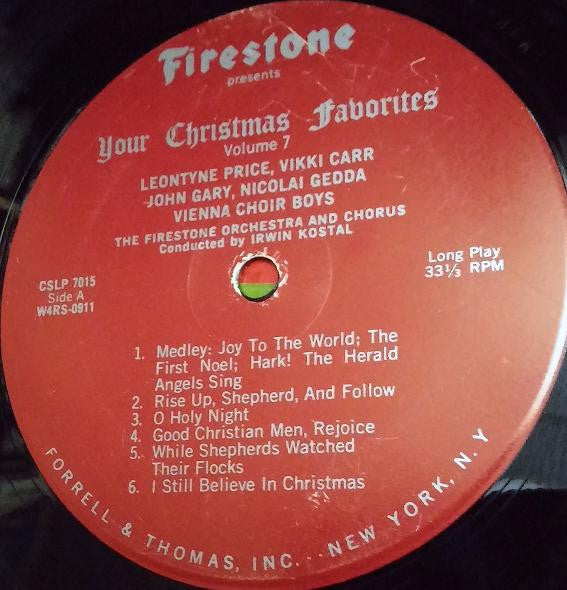 Firestone
presents
Your Christmas Favorites
Volume 7
LEONTYNE PRICE, VIKKI CARR
JOHN GARY, NICOLAI GEDDA
VIENNA CHOIR BOYS
THE FIRESTONE ORCHESTRA AND CHORUS
Conducted by IRWIN KOSTAL
CSLP 7015
Side A
W4RS-0911
Long Play
33⅓ RPM
1. Medley: Joy To The World; The
First Noel; Hark! The Herald
Angels Sing
2. Rise Up, Shepherd, And Follow
3. O Holy Night
4. Good Christian Men, Rejoice
5. While Shepherds Watched
Their Flocks
6. I Still Believe In Christmas
FORRELL & THOMAS, INC. . . NEW YORK, N.Y